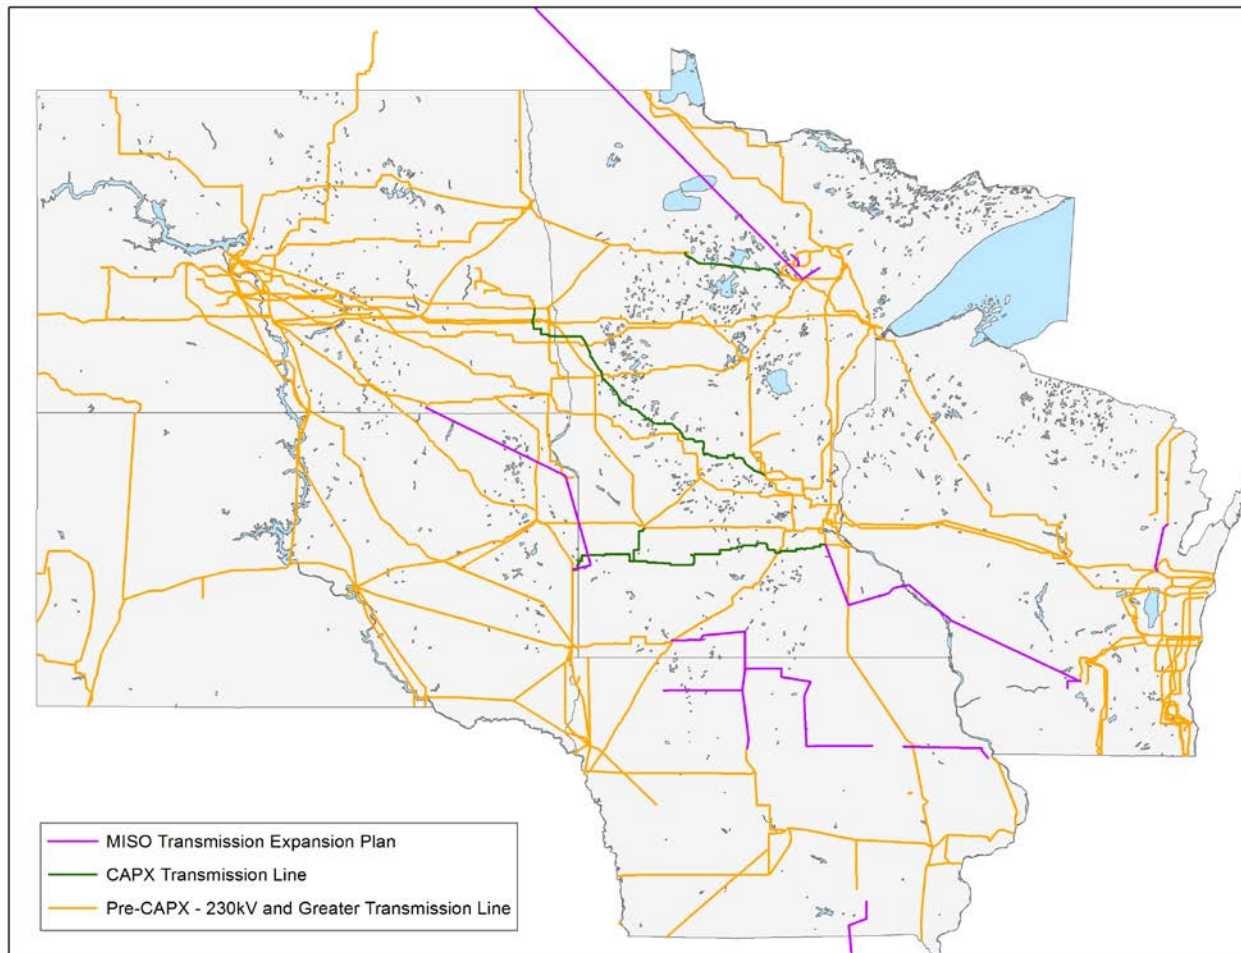 MISO Transmission Expansion Plan
CAPX Transmission Line
Pre-CAPX - 230kV and Greater Transmission Line